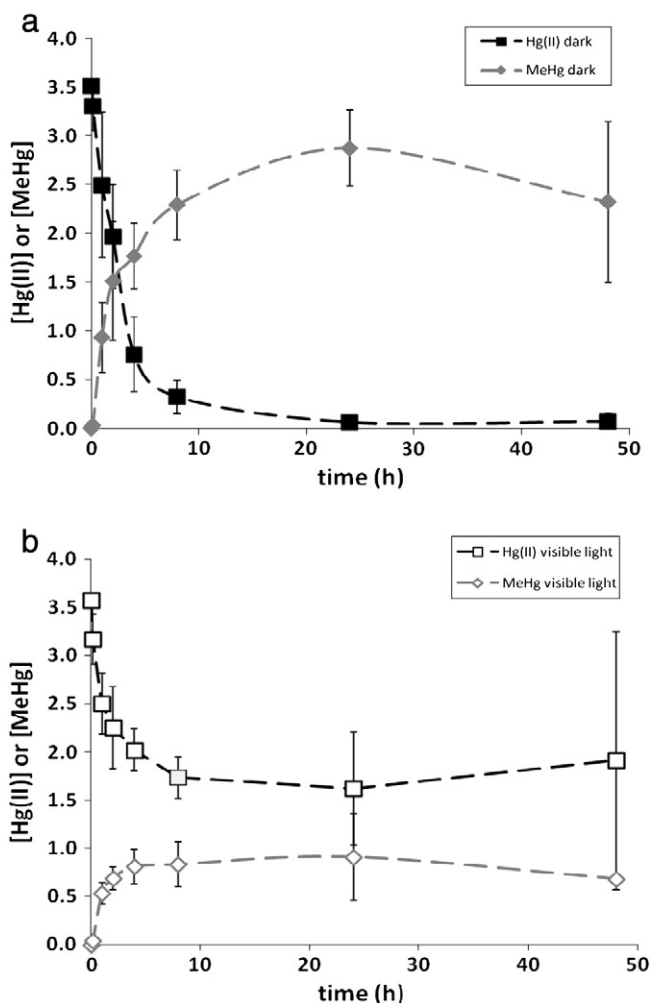 a
4.0
3.5
3.0
2.5
2.0
1.5
1.0
0.5
0.0
[Hg(II)] or [MeHg]
Hg(II) dark
MeHg dark
0 10 20 30 40 50
time (h)
b
4.0
3.5
3.0
2.5
2.0
1.5
1.0
0.5
0.0
[Hg(II)] or [MeHg]
Hg(II) visible light
MeHg visible light
0 10 20 30 40 50
time (h)